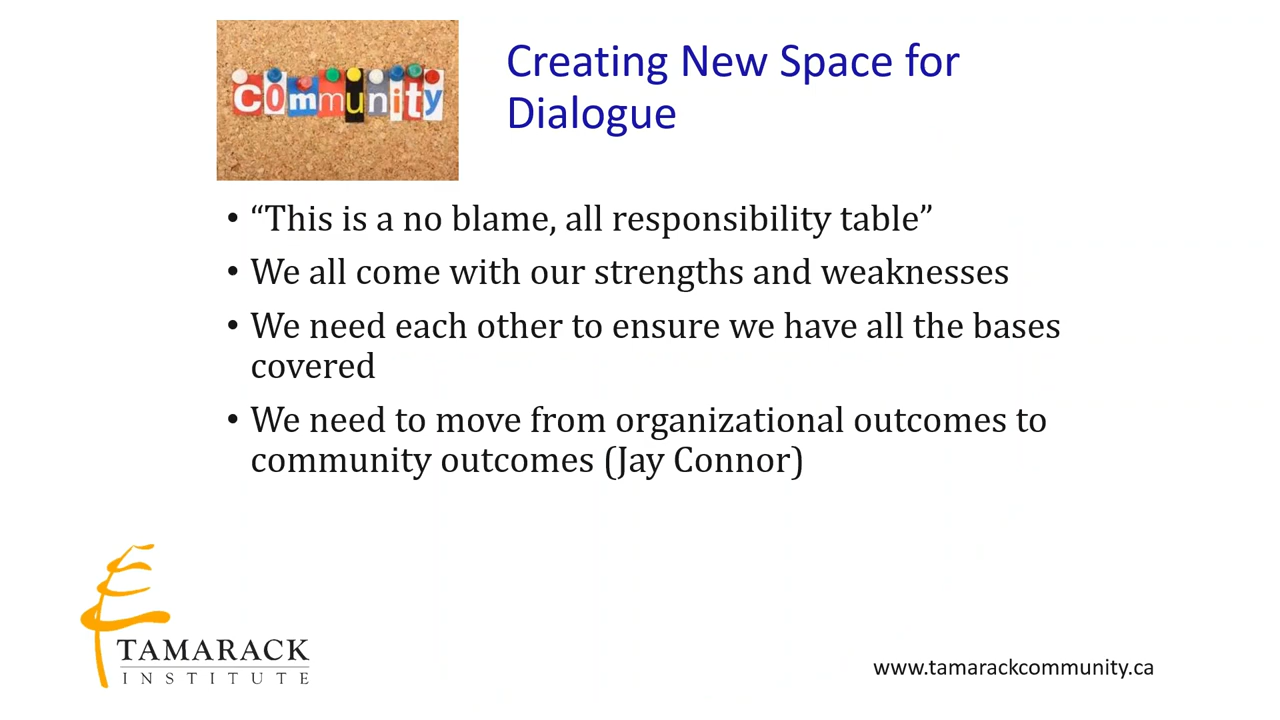 Community
Creating New Space for
Dialogue
• “This is a no blame, all responsibility table”
• We all come with our strengths and weaknesses
• We need each other to ensure we have all the bases
covered
• We need to move from organizational outcomes to
community outcomes (Jay Connor)
TAMARACK
INSTITUTE
www.tamarackcommunity.ca